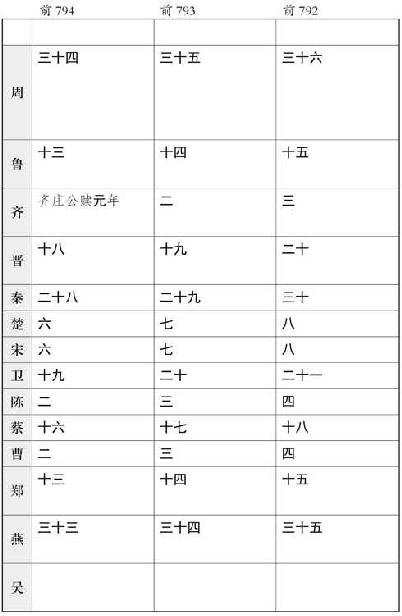 前794 前793 前792
周 三十四 三十五 三十六
鲁 十三 十四 十五
齐 齐庄公赎元年 二 三
晋 十八 十九 二十
秦 二十八 二十九 三十
楚 六 七 八
宋 六 七 八
卫 十九 二十 二十一
陈 二 三 四
蔡 十六 十七 十八
曹 二 三 四
郑 十三 十四 十五
燕 三十三 三十四 三十五
吴